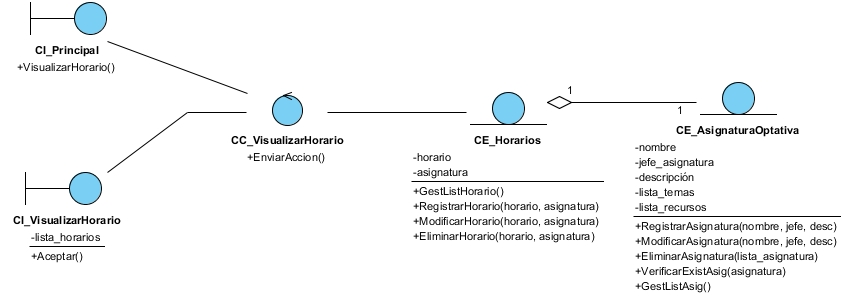 CI_Principal
+VisualizarHorario()
CC_VisualizarHorario
+EnviarAccion()
CI_VisualizarHorario
-lista_horarios
+Aceptar()
CE_Horarios
-horario
-asignatura
+GestListHorario()
+RegistrarHorario(horario, asignatura)
+ModificarHorario(horario, asignatura)
+EliminarHorario(horario, asignatura)
1
1
CE_AsignaturaOptativa
-nombre
-jefe_asignatura
-descripción
-lista_temas
-lista_recursos
+RegistrarAsignatura(nombre, jefe, desc)
+ModificarAsignatura(nombre, jefe, desc)
+EliminarAsignatura(lista_asignatura)
+VerificarExistAsig(asignatura)
+GestListAsig()